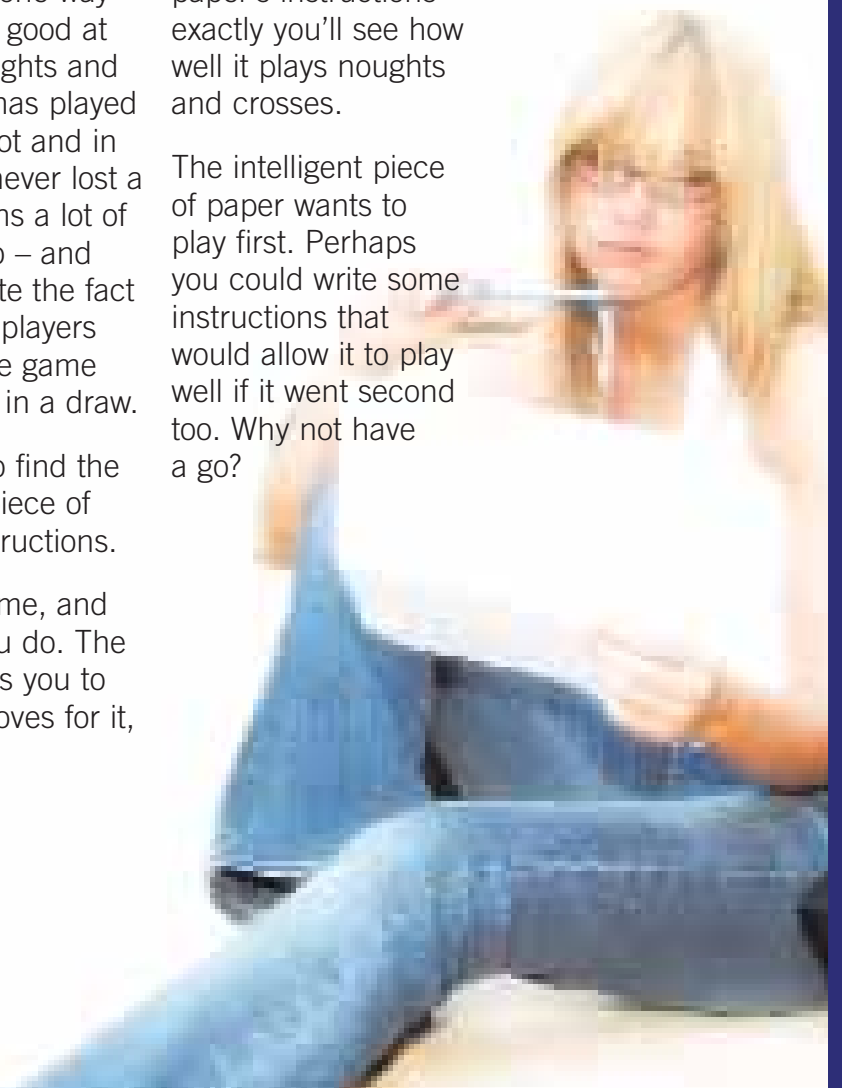 good at
ghts and
has played
ot and in
never lost a
ns a lot of
– and
te the fact
players
e game
in a draw.
find the
iece of
ructions.
me, and
u do. The
s you to
oves for it,
exactly you'll see how
well it plays noughts
and crosses.
The intelligent piece
of paper wants to
play first. Perhaps
you could write some
instructions that
would allow it to play
well if it went second
too. Why not have
a go?